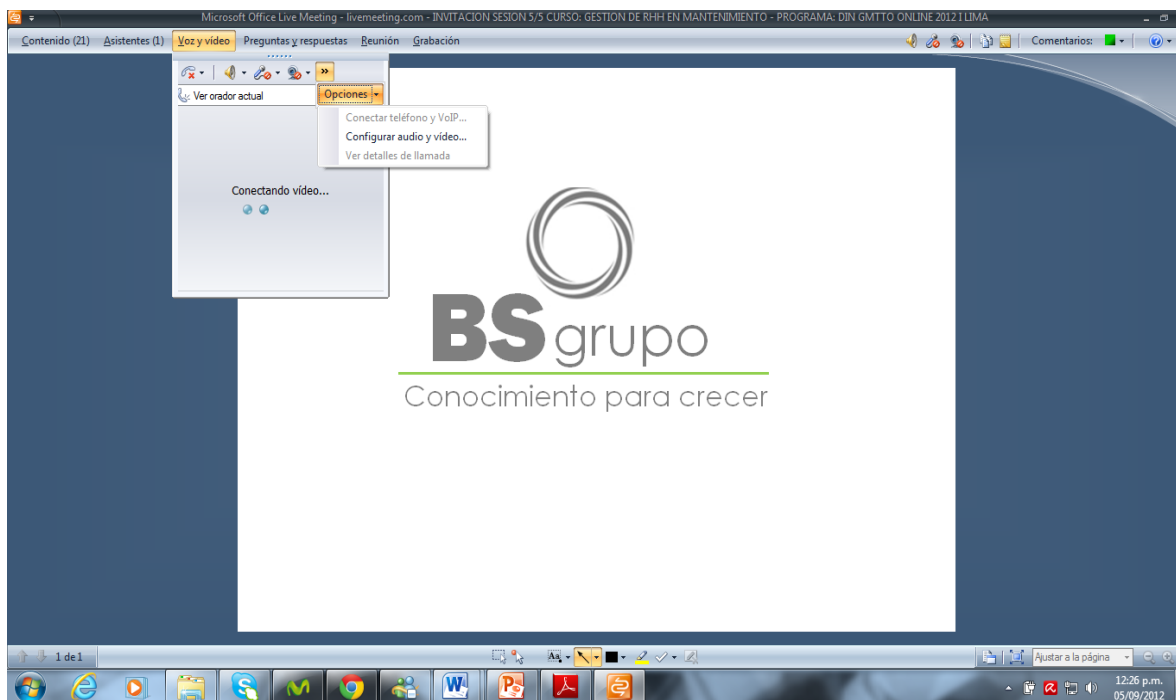 Microsoft Office Live Meeting - livemeeting.com - INVITACION SESION 5/5 CURSO: GESTION DE RHH EN MANTENIMIENTO - PROGRAMA: DIN GMTTO ONLINE 2012 I LIMA
Contenido (21) Asistentes (1) Voz y vídeo Preguntas y respuestas Reunión Grabación Comentarios:
Ver orador actual Opciones
Conectar teléfono y VoIP...
Configurar audio y vídeo...
Ver detalles de llamada
Conectando vídeo...
BS grupo
Conocimiento para crecer
1 de 1 Aa Ajustar a la página
12:26 p.m.
05/09/2012